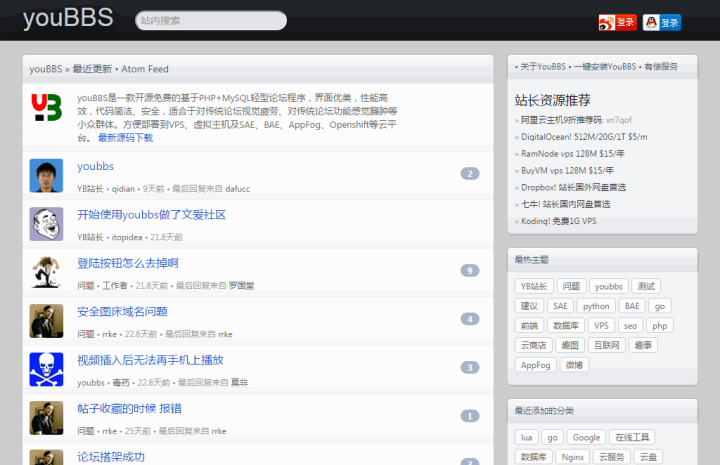 youBBS
站内搜索
登录
登录
youBBS » 最近更新 • Atom Feed
youBBS是一款开源免费的基于PHP+MySQL轻型论坛程序，界面优美，性能高
效，代码简洁、安全，适合于对传统论坛视觉疲劳、对传统论坛功能感觉臃肿等
小众群体。方便部署到VPS、虚拟主机及SAE、BAE、AppFog、Openshift等云平
台。 最新源码下载
youbbs
2
YB站长 • qidian • 9天前 • 最后回复来自 dafucc
开始使用youbbs做了文爱社区
YB站长 • itopidea • 21.8天前
登陆按钮怎么去掉啊
9
问题 • 工作者 • 21.8天前 • 最后回复来自 罗国堂
安全图床域名问题
4
问题 • rrke • 22.8天前 • 最后回复来自 rrke
视频插入后无法再手机上播放
3
youbbs • 毒药 • 22.8天前 • 最后回复来自 莫非
帖子收藏的时候 报错
1
问题 • rrke • 25天前 • 最后回复来自 rrke
论坛搭架成功
• 关于YouBBS • 一键安装YouBBS • 有偿服务
站长资源推荐
» 阿里云主机9折推荐码: xn7qof
» DigitalOcean! 512M/20G/1T $5/m
» RamNode vps 128M $15/年
» BuyVM vps 128M $15/年
» Dropbox! 站长国外网盘首选
» 七牛! 站长国内网盘首选
» Koding! 免费1G VPS
最热主题
YB站长 问题 youbbs 测试
建议 SAE python BAE go
前端 数据库 VPS seo php
云商店 趣图 互联网 趣事
AppFog 微博
最近添加的分类
lua go Google 在线工具
数据库 Nginx 云服务 云盘